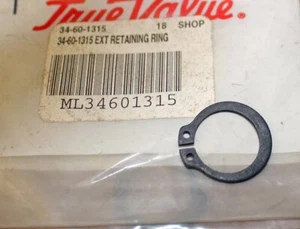 True Value.
34-60-1315 18 SHOP
34-60-1315 EXT RETAINING RING
ML34601315